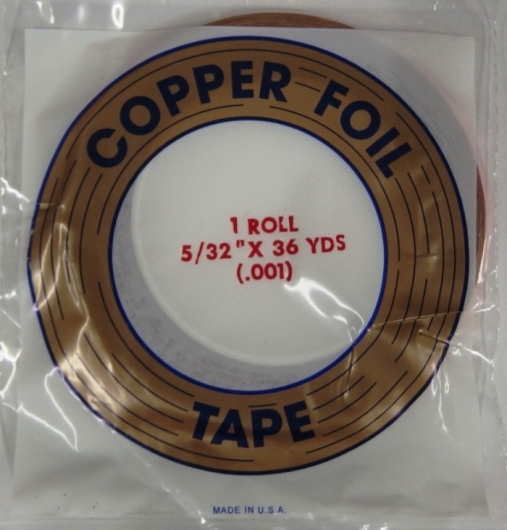 COPPER FOIL
1 ROLL
5/32" X 36 YDS
(.001)
TAPE
MADE IN U.S.A.